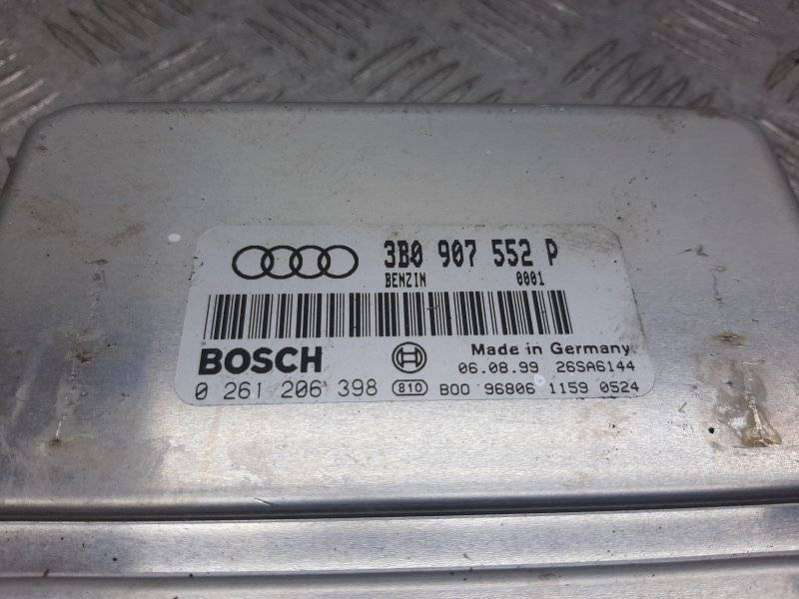 3B0 907 552 P
BENZIN 0001
BOSCH Made in Germany
06.08.99 26SA6144
0 261 206 398 810 B00 96806 1159 0524